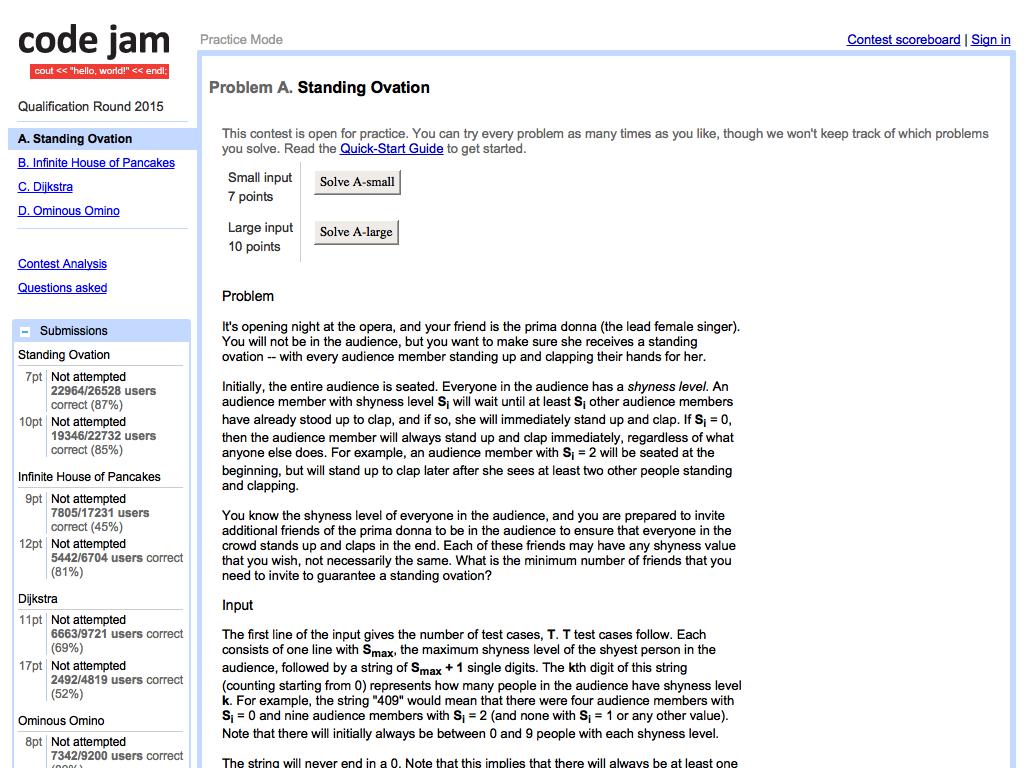 code jam
cout << "hello, world!" << endl;
Practice Mode
Contest scoreboard | Sign in
Qualification Round 2015
A. Standing Ovation
B. Infinite House of Pancakes
C. Dijkstra
D. Ominous Omino
Contest Analysis
Questions asked
Submissions
Standing Ovation
7pt Not attempted
22964/26528 users
correct (87%)
10pt Not attempted
19346/22732 users
correct (85%)
Infinite House of Pancakes
9pt Not attempted
7805/17231 users
correct (45%)
12pt Not attempted
5442/6704 users correct
(81%)
Dijkstra
11pt Not attempted
6663/9721 users correct
(69%)
17pt Not attempted
2492/4819 users correct
(52%)
Ominous Omino
8pt Not attempted
7342/9200 users correct
Problem A. Standing Ovation
This contest is open for practice. You can try every problem as many times as you like, though we won't keep track of which problems
you solve. Read the Quick-Start Guide to get started.
Small input
7 points
Solve A-small
Large input
10 points
Solve A-large
Problem
It's opening night at the opera, and your friend is the prima donna (the lead female singer).
You will not be in the audience, but you want to make sure she receives a standing
ovation -- with every audience member standing up and clapping their hands for her.
Initially, the entire audience is seated. Everyone in the audience has a shyness level. An
audience member with shyness level Si will wait until at least Si other audience members
have already stood up to clap, and if so, she will immediately stand up and clap. If Si = 0,
then the audience member will always stand up and clap immediately, regardless of what
anyone else does. For example, an audience member with Si = 2 will be seated at the
beginning, but will stand up to clap later after she sees at least two other people standing
and clapping.
You know the shyness level of everyone in the audience, and you are prepared to invite
additional friends of the prima donna to be in the audience to ensure that everyone in the
crowd stands up and claps in the end. Each of these friends may have any shyness value
that you wish, not necessarily the same. What is the minimum number of friends that you
need to invite to guarantee a standing ovation?
Input
The first line of the input gives the number of test cases, T. T test cases follow. Each
consists of one line with Smax, the maximum shyness level of the shyest person in the
audience, followed by a string of Smax + 1 single digits. The kth digit of this string
(counting starting from 0) represents how many people in the audience have shyness level
k. For example, the string "409" would mean that there were four audience members with
Si = 0 and nine audience members with Si = 2 (and none with Si = 1 or any other value).
Note that there will initially always be between 0 and 9 people with each shyness level.
The string will never end in a 0. Note that this implies that there will always be at least one